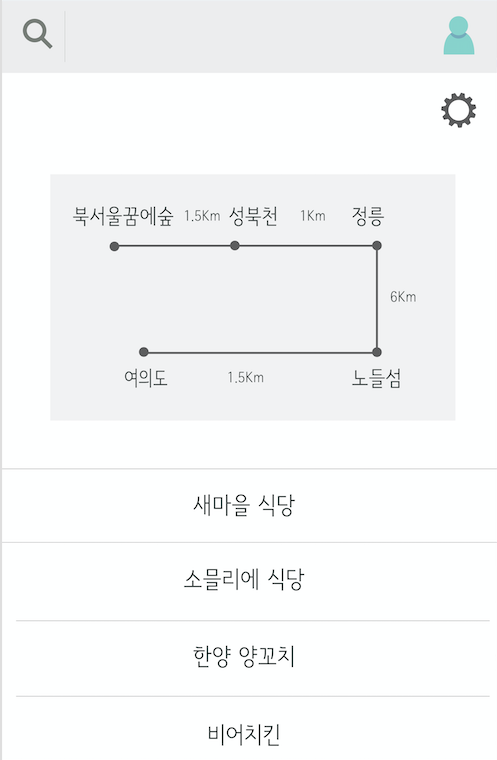 북서울꿈에숲 1.5Km 성북천 1Km 정릉
6Km
여의도 1.5Km 노들섬
새마을 식당
소믈리에 식당
한양 양꼬치
비어치킨